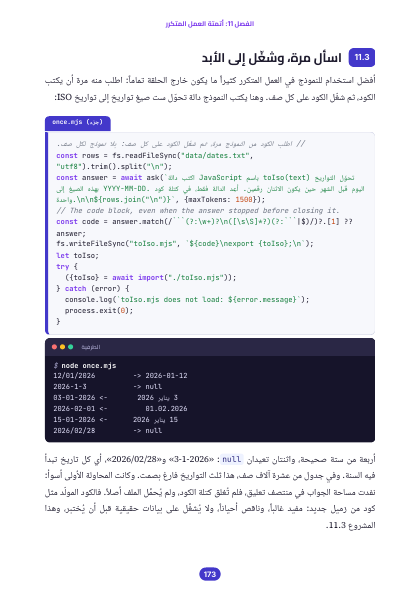 الفصل 11: أتمتة العمل المتكرر
11.3 اسأل مرة، وشغّل إلى الأبد
أفضل استخدام للنموذج في العمل المتكرر كثيراً ما يكون خارج الحلقة تماماً: اطلب منه مرة أن يكتب
الكود، ثم شغّل الكود على كل صف. وهنا يكتب النموذج دالة تحوّل ست صيغ تواريخ إلى تواريخ ISO:
once.mjs (جزء)
// اطلب الكود من النموذج مرة، ثم شغّل الكود على كل صف: بلا نموذج لكل صف.
const rows = fs.readFileSync("data/dates.txt",
"utf8").trim().split("\n");
const answer = await ask(`اكتب دالة JavaScript باسم toIso(text) تحوّل تواريخ
بهذه الصيغ إلى YYYY-MM-DD. اليوم قبل الشهر حين يكون الاثنان رقمين. أعد الدالة فقط، في كتلة كود
واحدة.\n\n${rows.join("\n")}`, {maxTokens: 1500});
// The code block, even when the answer stopped before closing it.
const code = answer.match(/```(?:\w+)?\n([\s\S]*?)(?:```|$)/)?.[1] ??
answer;
fs.writeFileSync("toIso.mjs", `${code}\nexport {toIso};\n`);
let toIso;
try {
({toIso} = await import("./toIso.mjs"));
} catch (error) {
console.log(`toIso.mjs does not load: ${error.message}`);
process.exit(0);
}
الطرفية
$ node once.mjs
12/01/2026 -> 2026-01-12
2026-1-3 -> null
3 يناير 2026 -> 2026-01-03
01.02.2026 -> 2026-02-01
15 يناير 2026 -> 2026-01-15
2026/02/28 -> null
أربعة من ستة صحيحة، واثنتان تعيدان null: «2026-1-3» و«2026/02/28»، أي كل تاريخ تبدأ
فيه السنة. وفي جدول من عشرة آلاف صف، هذا ثلث التواريخ فارغ بصمت. وكانت المحاولة الأولى أسوأ:
نفدت مساحة الجواب في منتصف تعليق، فلم تُغلق كتلة الكود، ولم يُحمّل الملف أصلاً. فالكود المولّد مثل
كود من زميل جديد: مفيد غالباً، وناقص أحياناً، ولا يُشغّل على بيانات حقيقية قبل أن يُختبر، وهذا
المشروع 11.3.
173